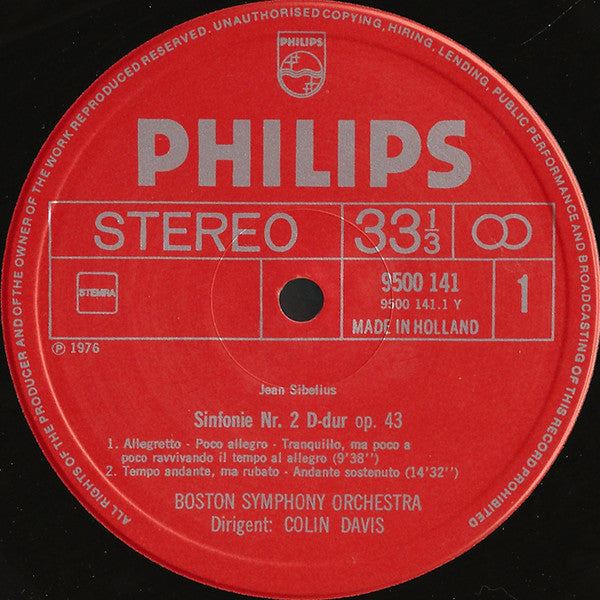 ALL RIGHTS OF THE PRODUCER AND OF THE OWNER OF THE WORK REPRODUCED RESERVED. UNAUTHORISED COPYING, HIRING, LENDING, PUBLIC PERFORMANCE AND BROADCASTING OF THIS RECORD PROHIBITED
PHILIPS
PHILIPS
STEREO 33 1/3
STEMRA
9500 141
9500 141.1 Y
MADE IN HOLLAND
1
℗ 1976
Jean Sibelius
Sinfonie Nr. 2 D-dur op. 43
1. Allegretto - Poco allegro - Tranquillo, ma poco a
poco ravvivando il tempo al allegro (9'38'')
2. Tempo andante, ma rubato - Andante sostenuto (14'32'')
BOSTON SYMPHONY ORCHESTRA
Dirigent: COLIN DAVIS